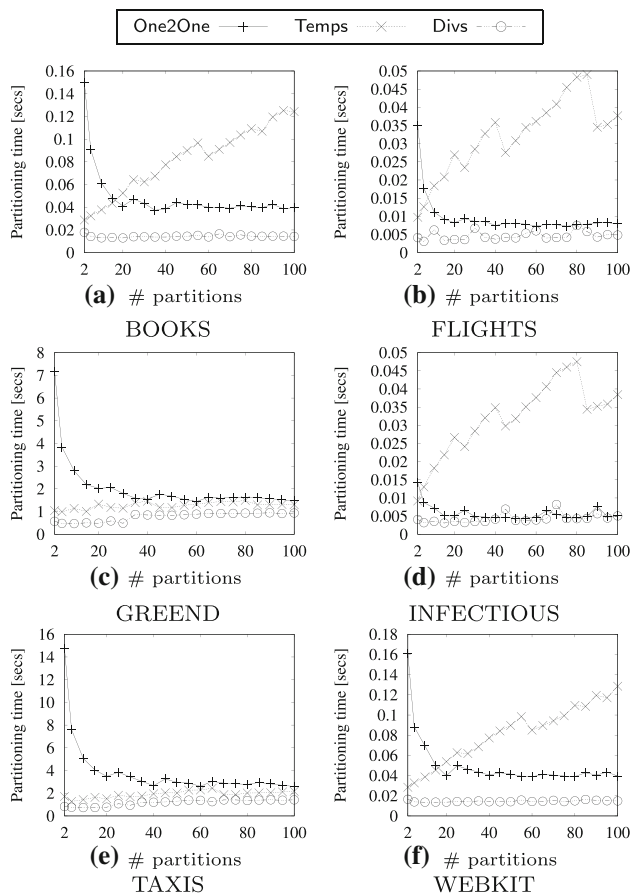 One2One Temps Divs
Partitioning time [secs]
0.16
0.14
0.12
0.1
0.08
0.06
0.04
0.02
0
2 20 40 60 80 100
(a) # partitions
BOOKS
Partitioning time [secs]
0.05
0.045
0.04
0.035
0.03
0.025
0.02
0.015
0.01
0.005
0
2 20 40 60 80 100
(b) # partitions
FLIGHTS
Partitioning time [secs]
8
7
6
5
4
3
2
1
0
2 20 40 60 80 100
(c) # partitions
GREEND
Partitioning time [secs]
0.05
0.045
0.04
0.035
0.03
0.025
0.02
0.015
0.01
0.005
0
2 20 40 60 80 100
(d) # partitions
INFECTIOUS
Partitioning time [secs]
16
14
12
10
8
6
4
2
0
2 20 40 60 80 100
(e) # partitions
TAXIS
Partitioning time [secs]
0.18
0.16
0.14
0.12
0.1
0.08
0.06
0.04
0.02
0
2 20 40 60 80 100
(f) # partitions
WEBKIT